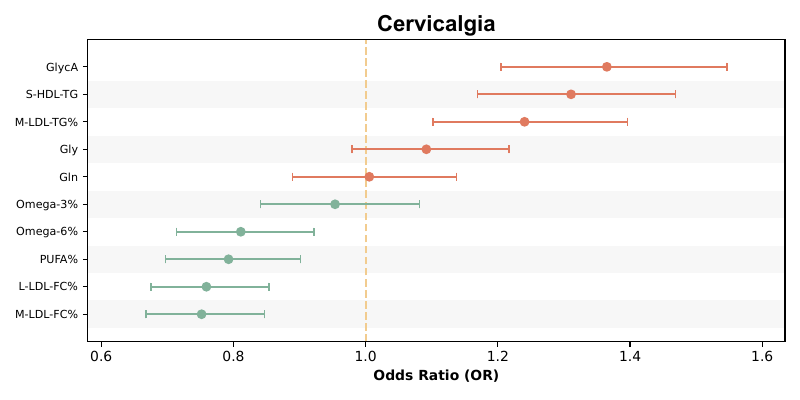 Cervicalgia
GlycA
S-HDL-TG
M-LDL-TG%
Gly
Gln
Omega-3%
Omega-6%
PUFA%
L-LDL-FC%
M-LDL-FC%
0.6 0.8 1.0 1.2 1.4 1.6
Odds Ratio (OR)